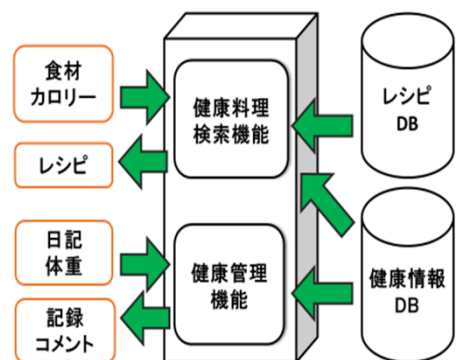 食材
カロリー
レシピ
日記
体重
記録
コメント
健康料理
検索機能
健康管理
機能
レシピ
DB
健康情報
DB